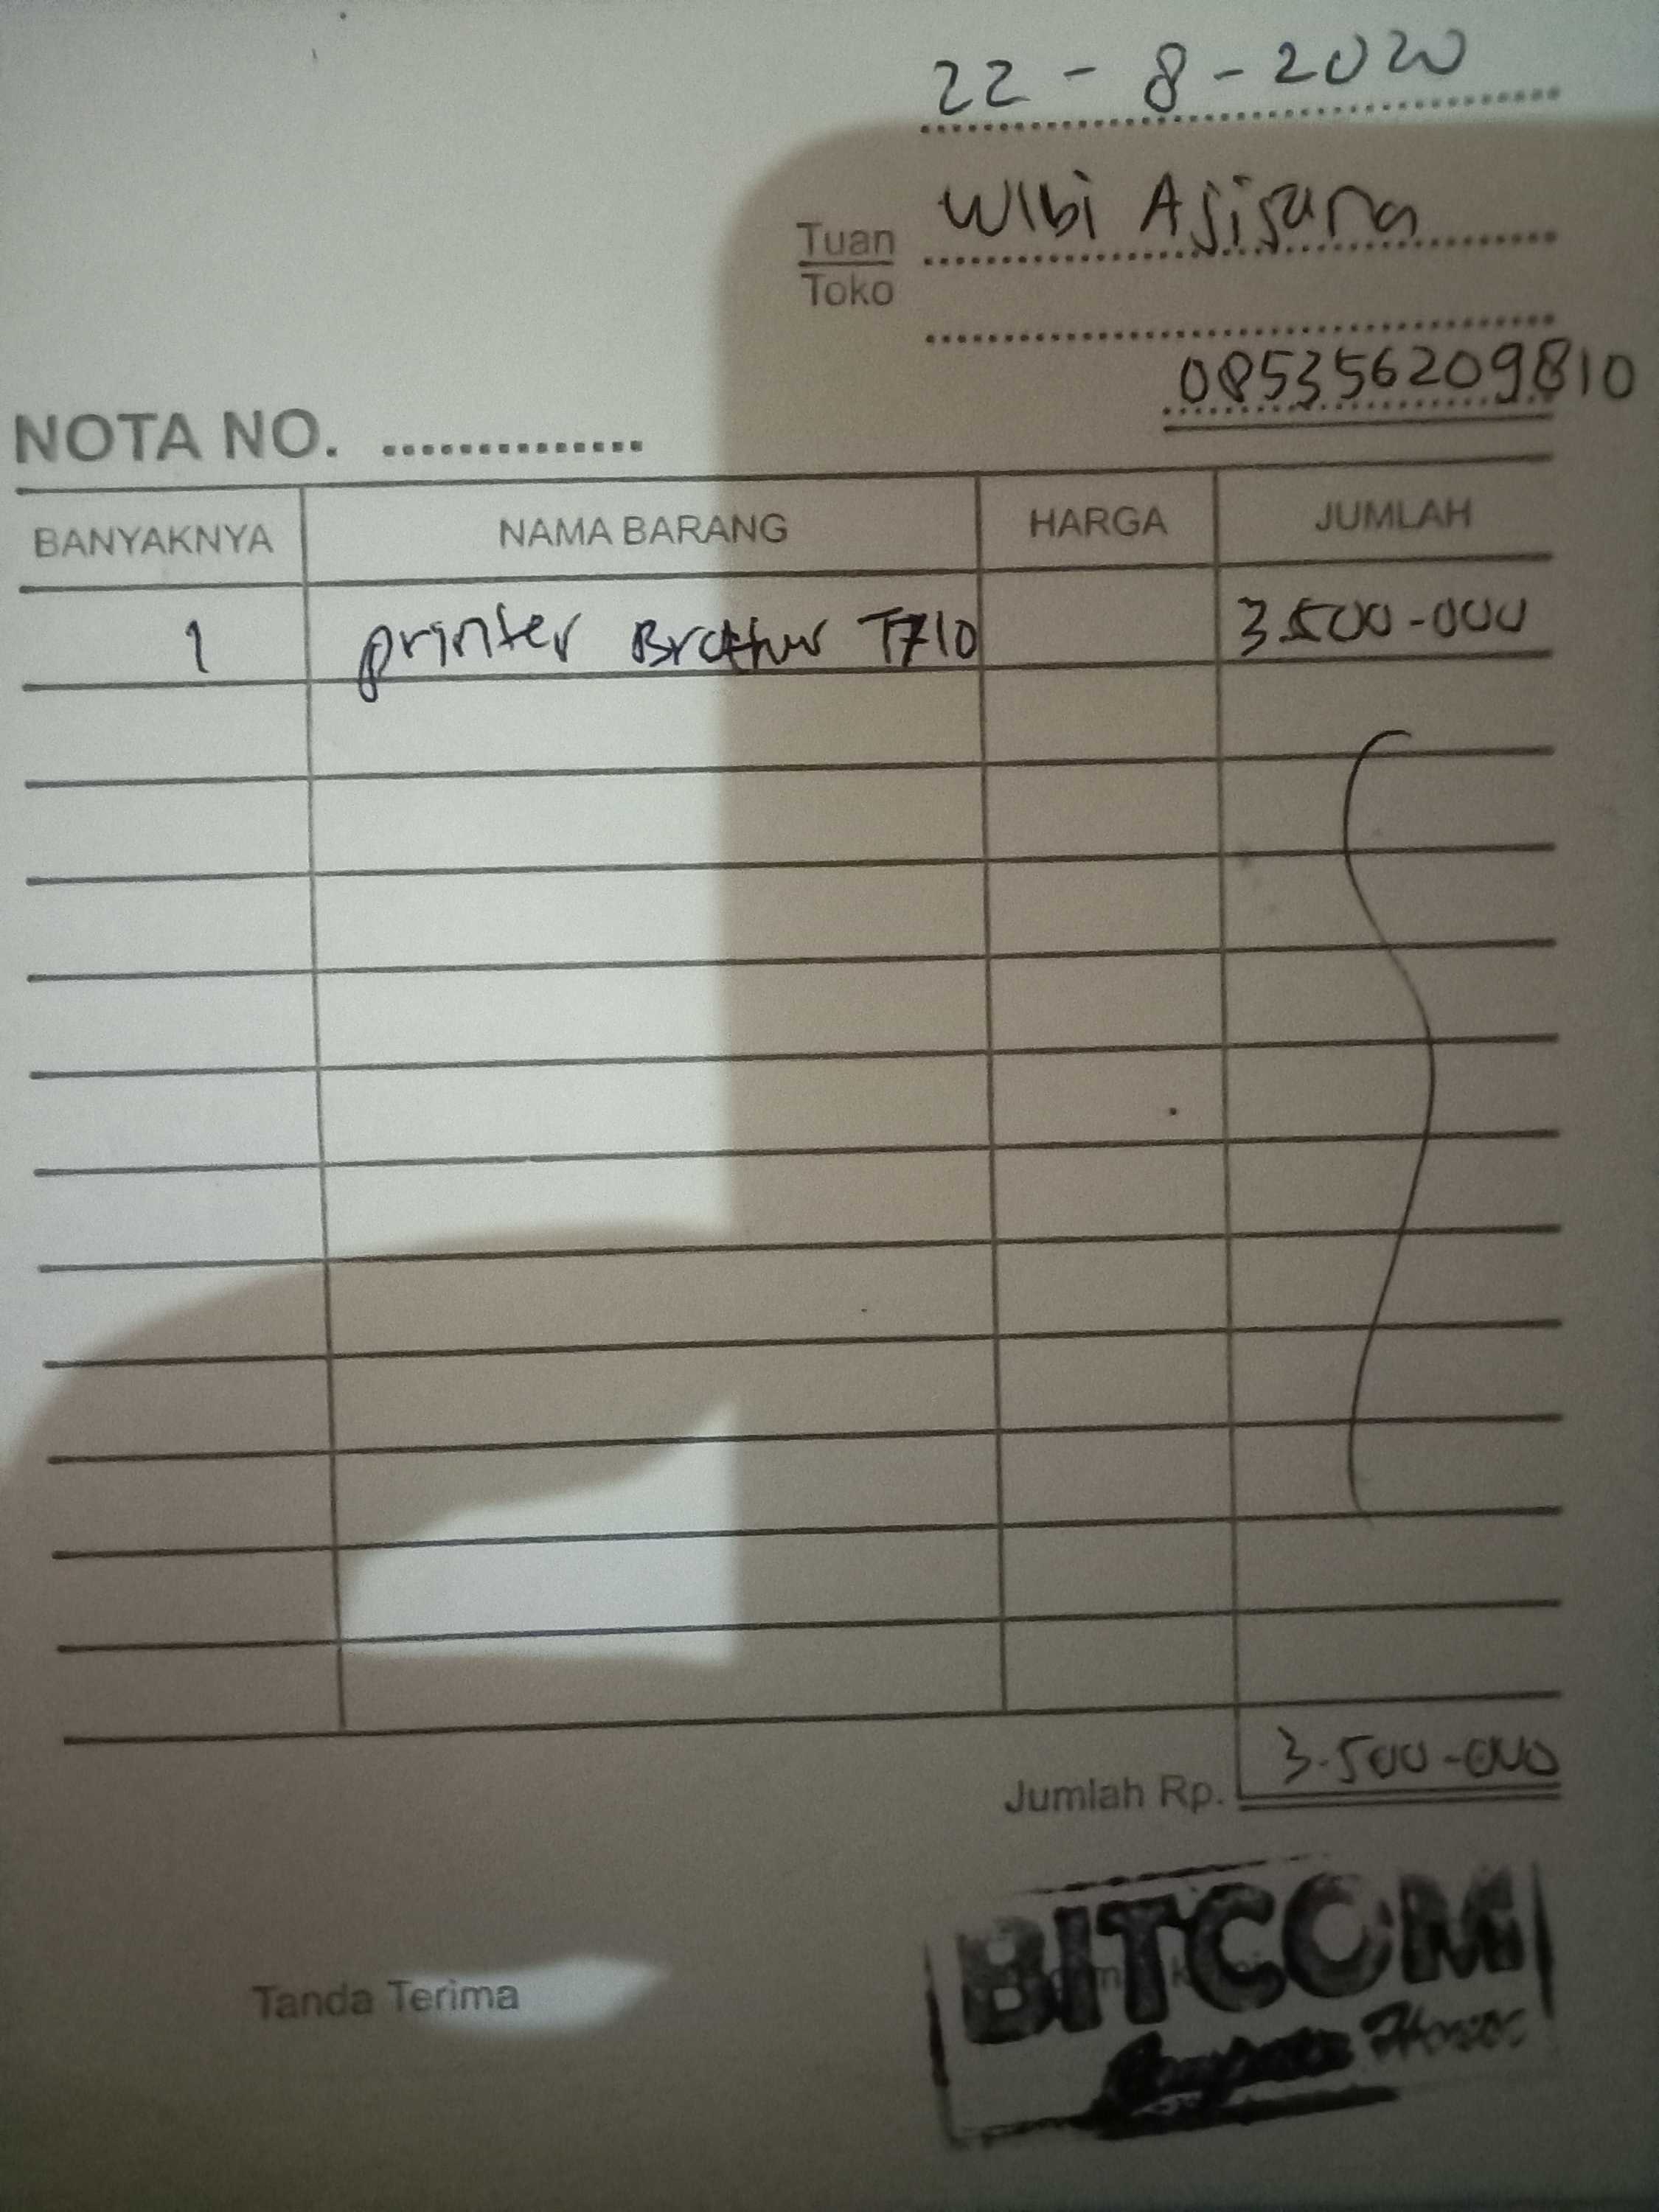 22 - 8 - 2020
Tuan Wibi Ajisana
Toko
085356209810
NOTA NO. ..............
BANYAKNYA NAMA BARANG HARGA JUMLAH
1 printer Brother T710 3.500-000
Jumlah Rp. 3.500-000
Tanda Terima
BITCOM